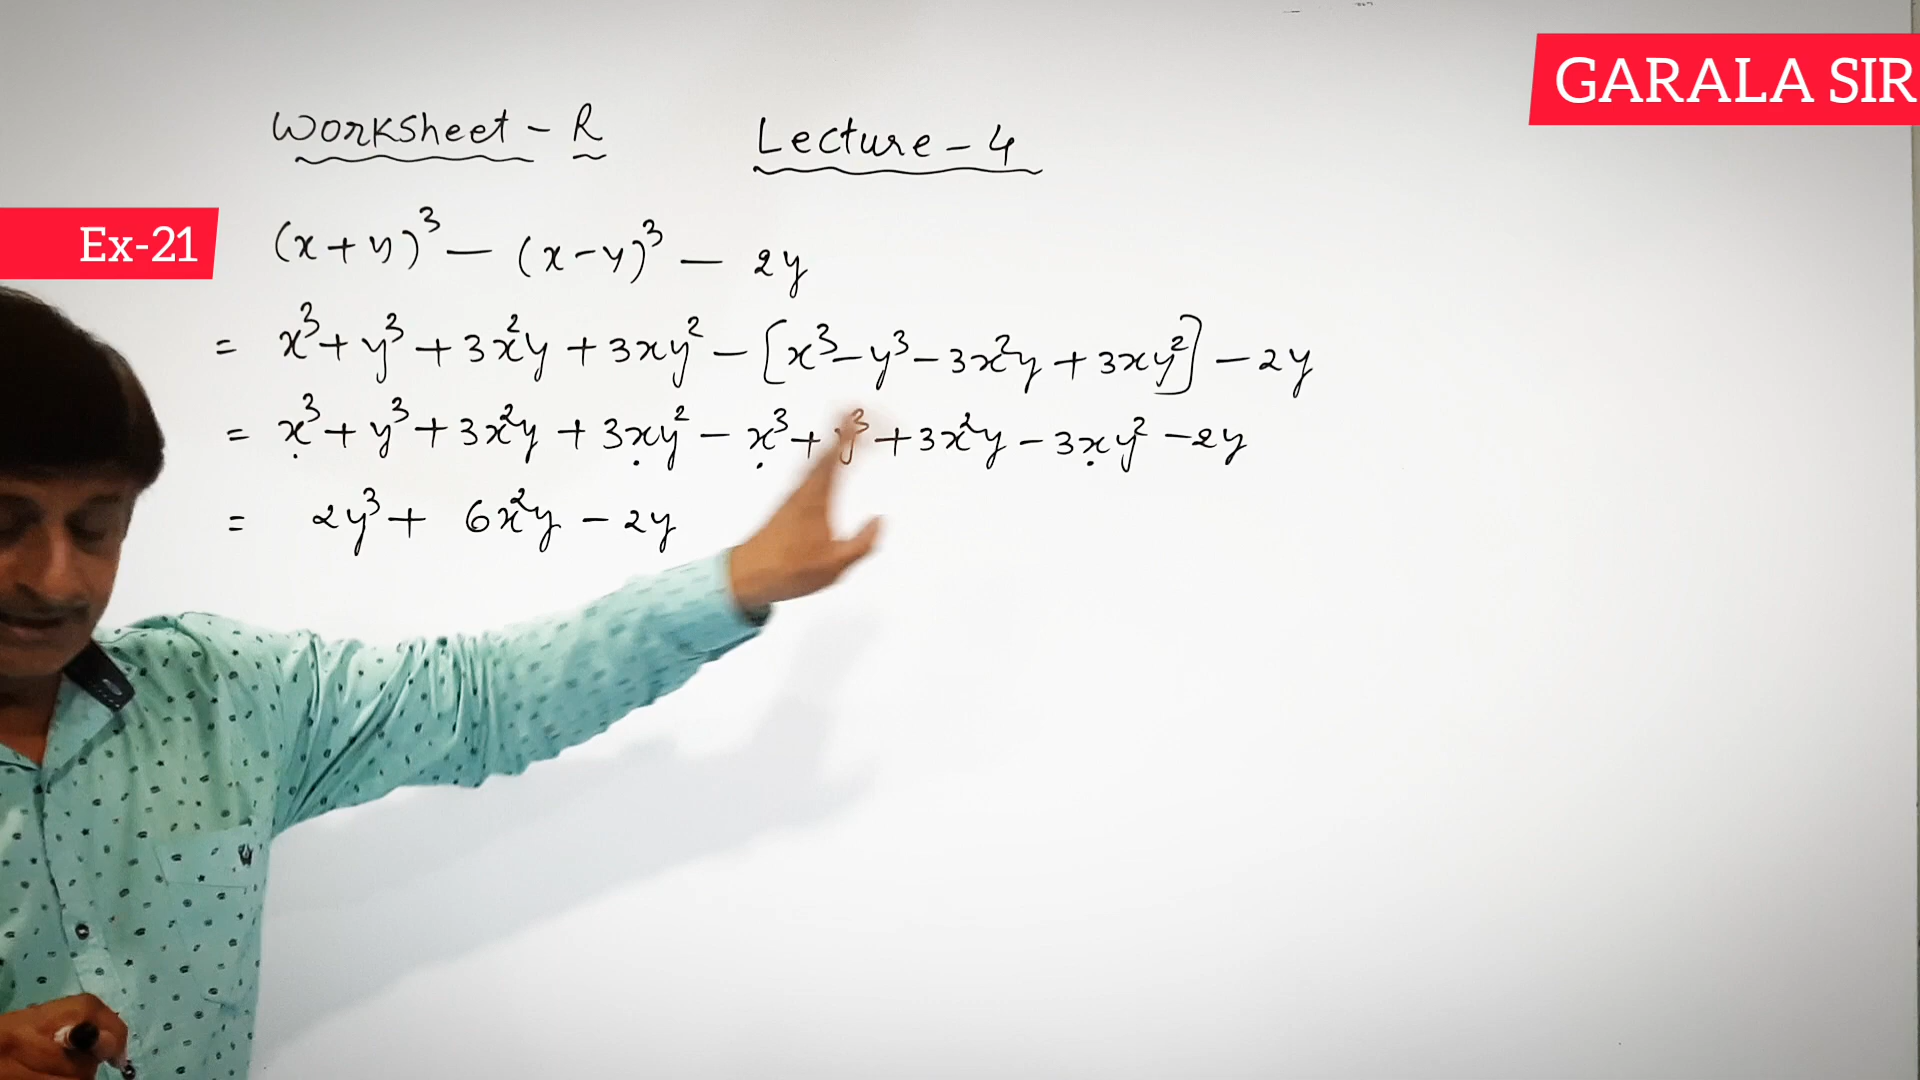 GARALA SIR
Worksheet - R Lecture - 4
Ex-21
(x+y)³ - (x-y)³ - 2y
= x³ + y³ + 3x²y + 3xy² - [x³ - y³ - 3x²y + 3xy²] - 2y
= x³ + y³ + 3x²y + 3xy² - x³ + y³ + 3x²y - 3xy² - 2y
= 2y³ + 6x²y - 2y